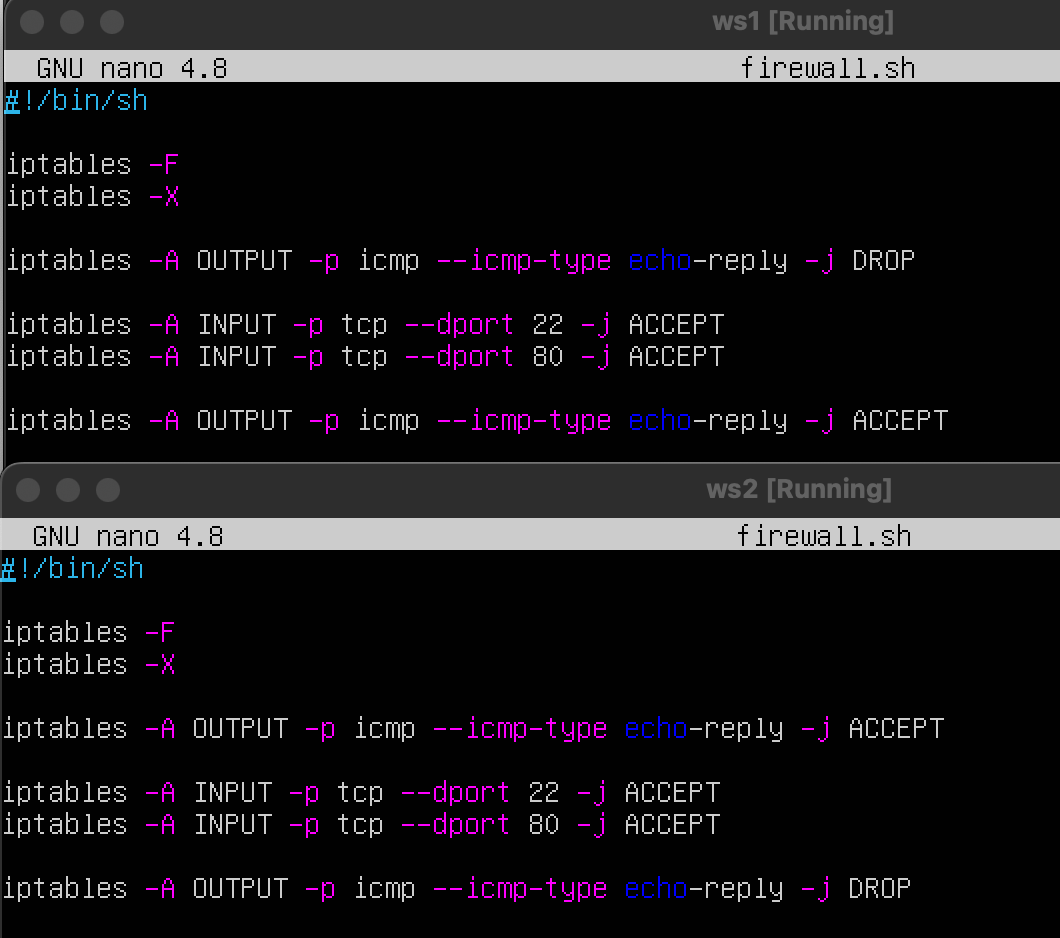 ws1 [Running]
GNU nano 4.8 firewall.sh
#!/bin/sh
iptables -F
iptables -X
iptables -A OUTPUT -p icmp --icmp-type echo-reply -j DROP
iptables -A INPUT -p tcp --dport 22 -j ACCEPT
iptables -A INPUT -p tcp --dport 80 -j ACCEPT
iptables -A OUTPUT -p icmp --icmp-type echo-reply -j ACCEPT
ws2 [Running]
GNU nano 4.8 firewall.sh
#!/bin/sh
iptables -F
iptables -X
iptables -A OUTPUT -p icmp --icmp-type echo-reply -j ACCEPT
iptables -A INPUT -p tcp --dport 22 -j ACCEPT
iptables -A INPUT -p tcp --dport 80 -j ACCEPT
iptables -A OUTPUT -p icmp --icmp-type echo-reply -j DROP